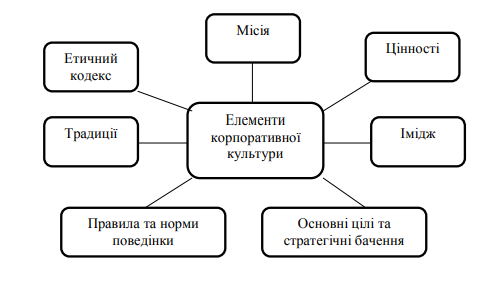 Місія
Етичний
кодекс
Цінності
Елементи
корпоративної
культури
Традиції
Імідж
Правила та норми
поведінки
Основні цілі та
стратегічні бачення